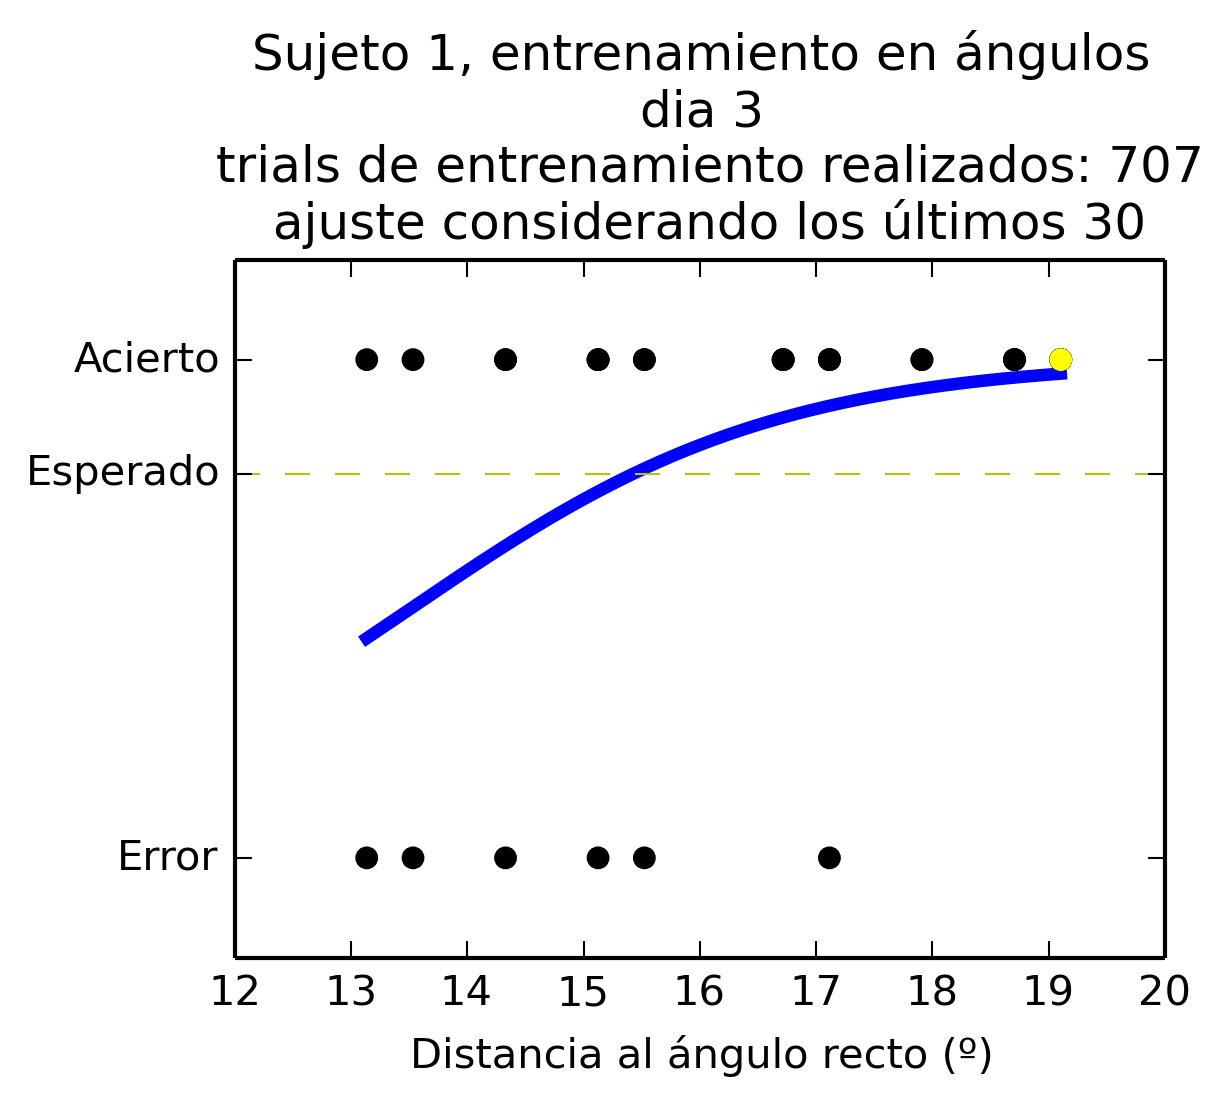 Sujeto 1, entrenamiento en ángulos
dia 3
trials de entrenamiento realizados: 707
ajuste considerando los últimos 30
Acierto
Esperado
Error
12 13 14 15 16 17 18 19 20
Distancia al ángulo recto (º)